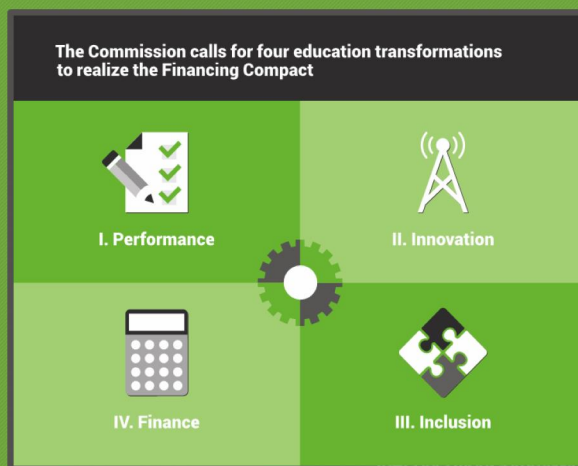 The Commission calls for four education transformations
to realize the Financing Compact
I. Performance
II. Innovation
IV. Finance
III. Inclusion